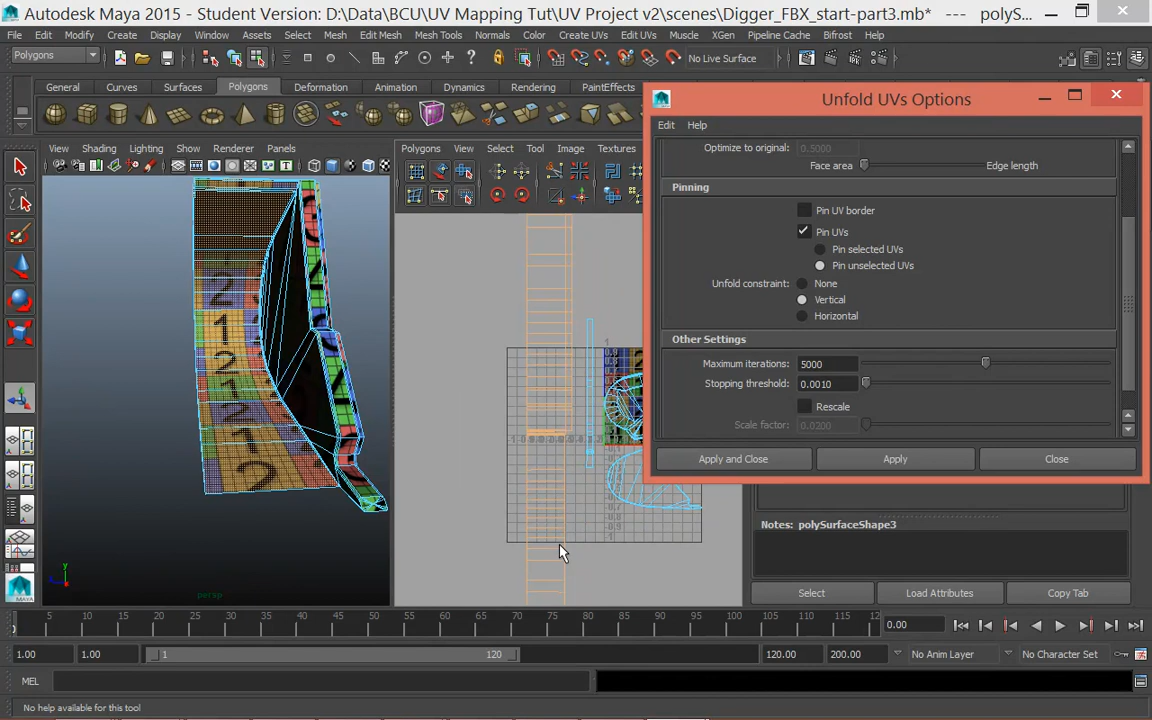 Autodesk Maya 2015 - Student Version: D:\Data\BCU\UV Mapping Tut\UV Project v2\scenes\Digger_FBX_start-part3.mb* --- polyS...
File Edit Modify Create Display Window Assets Select Mesh Edit Mesh Mesh Tools Normals Color Create UVs Edit UVs Muscle XGen Pipeline Cache Bifrost Help
Polygons No Live Surface
General Curves Surfaces Polygons Deformation Animation Dynamics Rendering PaintEffects
Unfold UVs Options
Edit Help
View Shading Lighting Show Renderer Panels
Polygons View Select Tool Image Textures
Optimize to original: 0.5000
Face area Edge length
Pinning
Pin UV border
Pin UVs
Pin selected UVs
Pin unselected UVs
Unfold constraint: None
Vertical
Horizontal
Other Settings
Maximum iterations: 5000
Stopping threshold: 0.0010
Rescale
Scale factor: 0.0200
Apply and Close Apply Close
Notes: polySurfaceShape3
persp
Select Load Attributes Copy Tab
5 10 15 20 25 30 35 40 45 50 55 60 65 70 75 80 85 90 95 100 105 110 115 12 0.00
1.00 1.00 1 120 120.00 200.00 No Anim Layer No Character Set
MEL
No help available for this tool